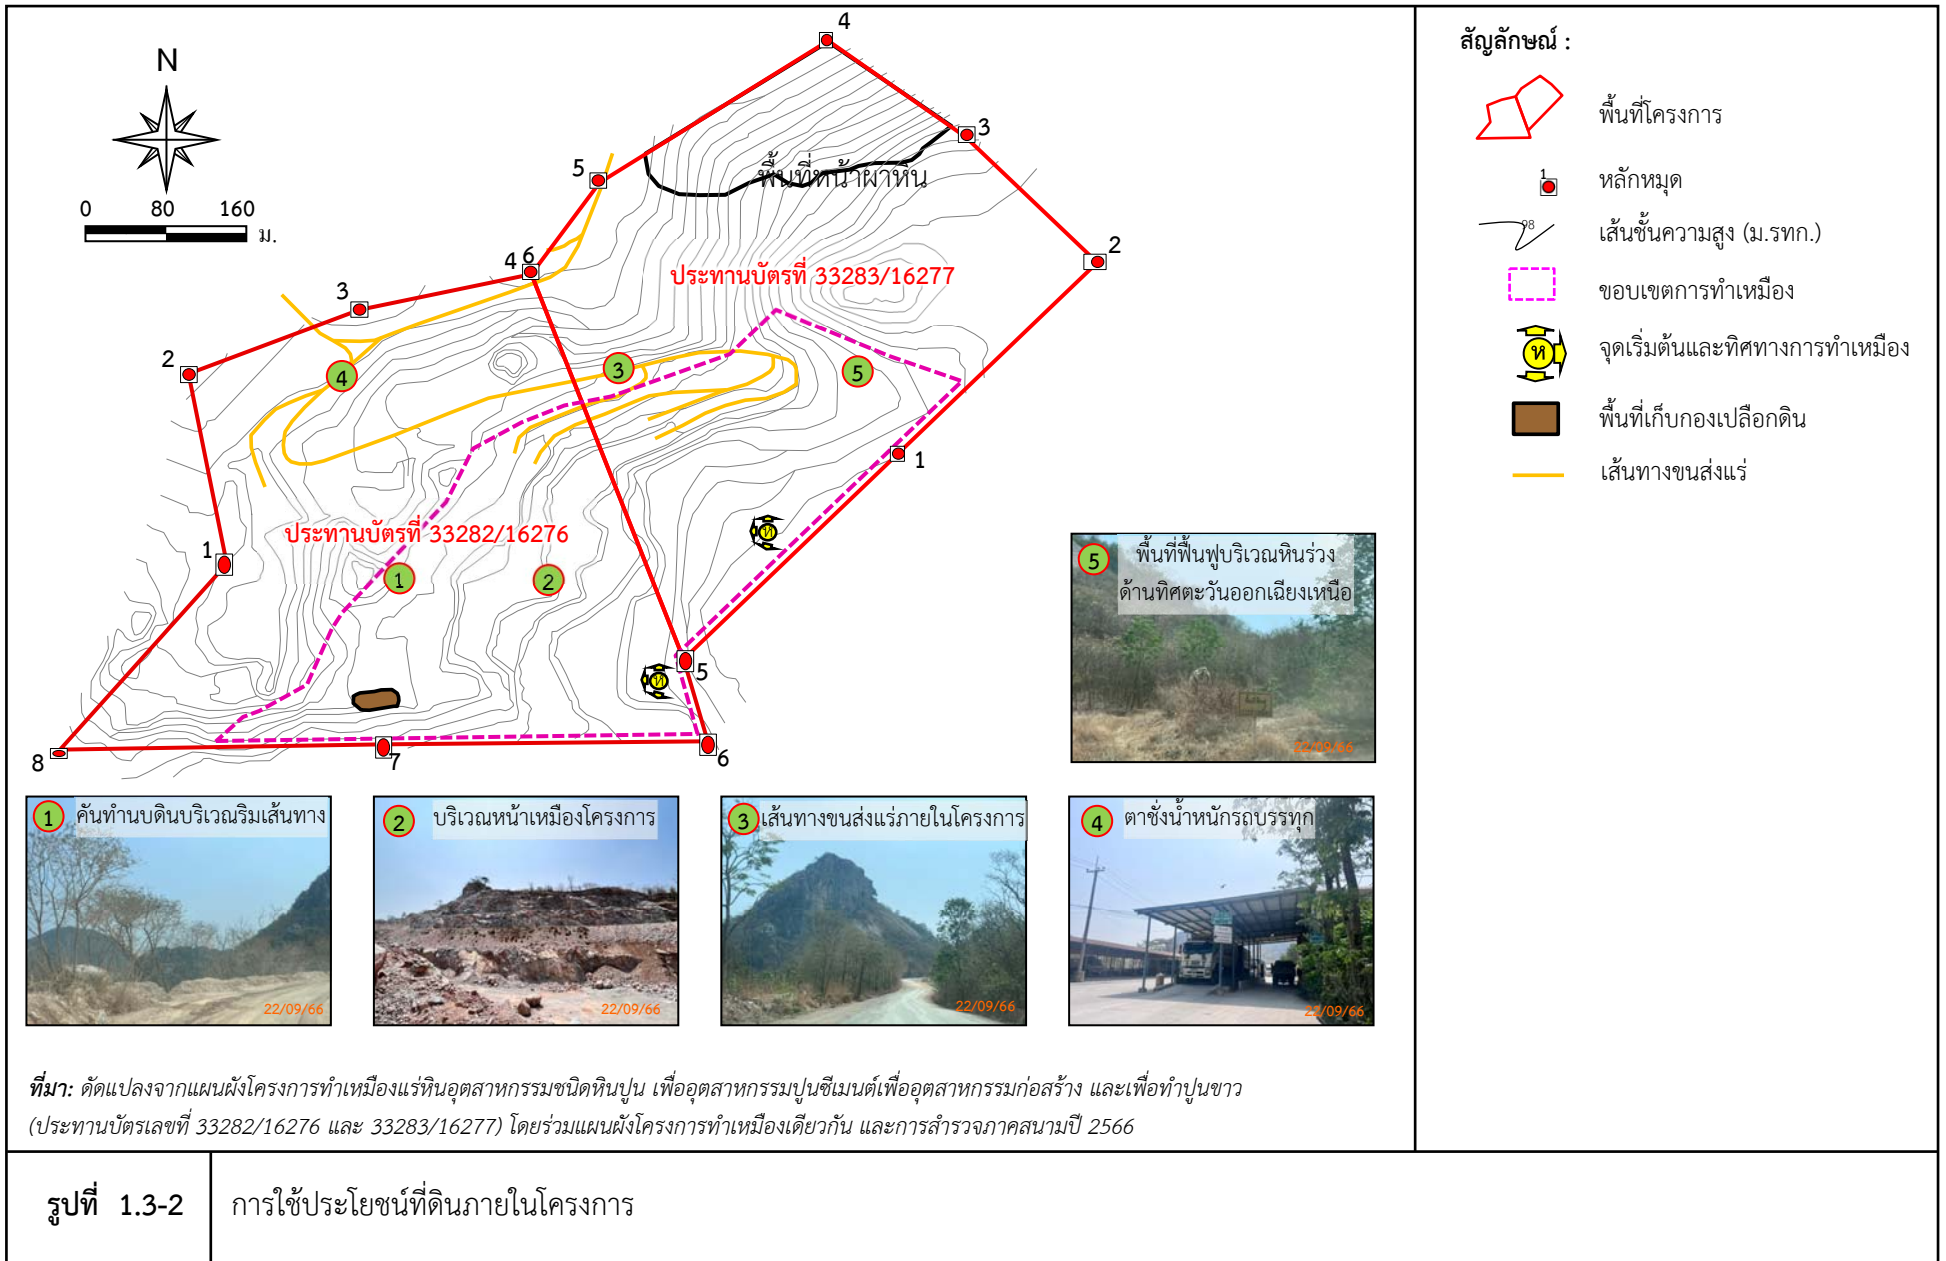 N
0 80 160
ม.
4
3
5
พื้นที่หน้าผาหิน
2
4 6
ประทานบัตรที่ 33283/16277
3
2
3
4
5
1
ประทานบัตรที่ 33282/16276
1
1
2
ห
5
ห
8
7
6
5 พื้นที่ฟื้นฟูบริเวณหินร่วง
ด้านทิศตะวันออกเฉียงเหนือ
22/09/66
1 คันทำนบดินบริเวณริมเส้นทาง
22/09/66
2 บริเวณหน้าเหมืองโครงการ
22/09/66
3 เส้นทางขนส่งแร่ภายในโครงการ
22/09/66
4 ตาชั่งน้ำหนักรถบรรทุก
22/09/66
สัญลักษณ์ :
พื้นที่โครงการ
1 หลักหมุด
98 เส้นชั้นความสูง (ม.รทก.)
ขอบเขตการทำเหมือง
ห จุดเริ่มต้นและทิศทางการทำเหมือง
พื้นที่เก็บกองเปลือกดิน
เส้นทางขนส่งแร่
ที่มา: ดัดแปลงจากแผนผังโครงการทำเหมืองแร่หินอุตสาหกรรมชนิดหินปูน เพื่ออุตสาหกรรมปูนซีเมนต์เพื่ออุตสาหกรรมก่อสร้าง และเพื่อทำปูนขาว
(ประทานบัตรเลขที่ 33282/16276 และ 33283/16277) โดยร่วมแผนผังโครงการทำเหมืองเดียวกัน และการสำรวจภาคสนามปี 2566
รูปที่ 1.3-2 การใช้ประโยชน์ที่ดินภายในโครงการ